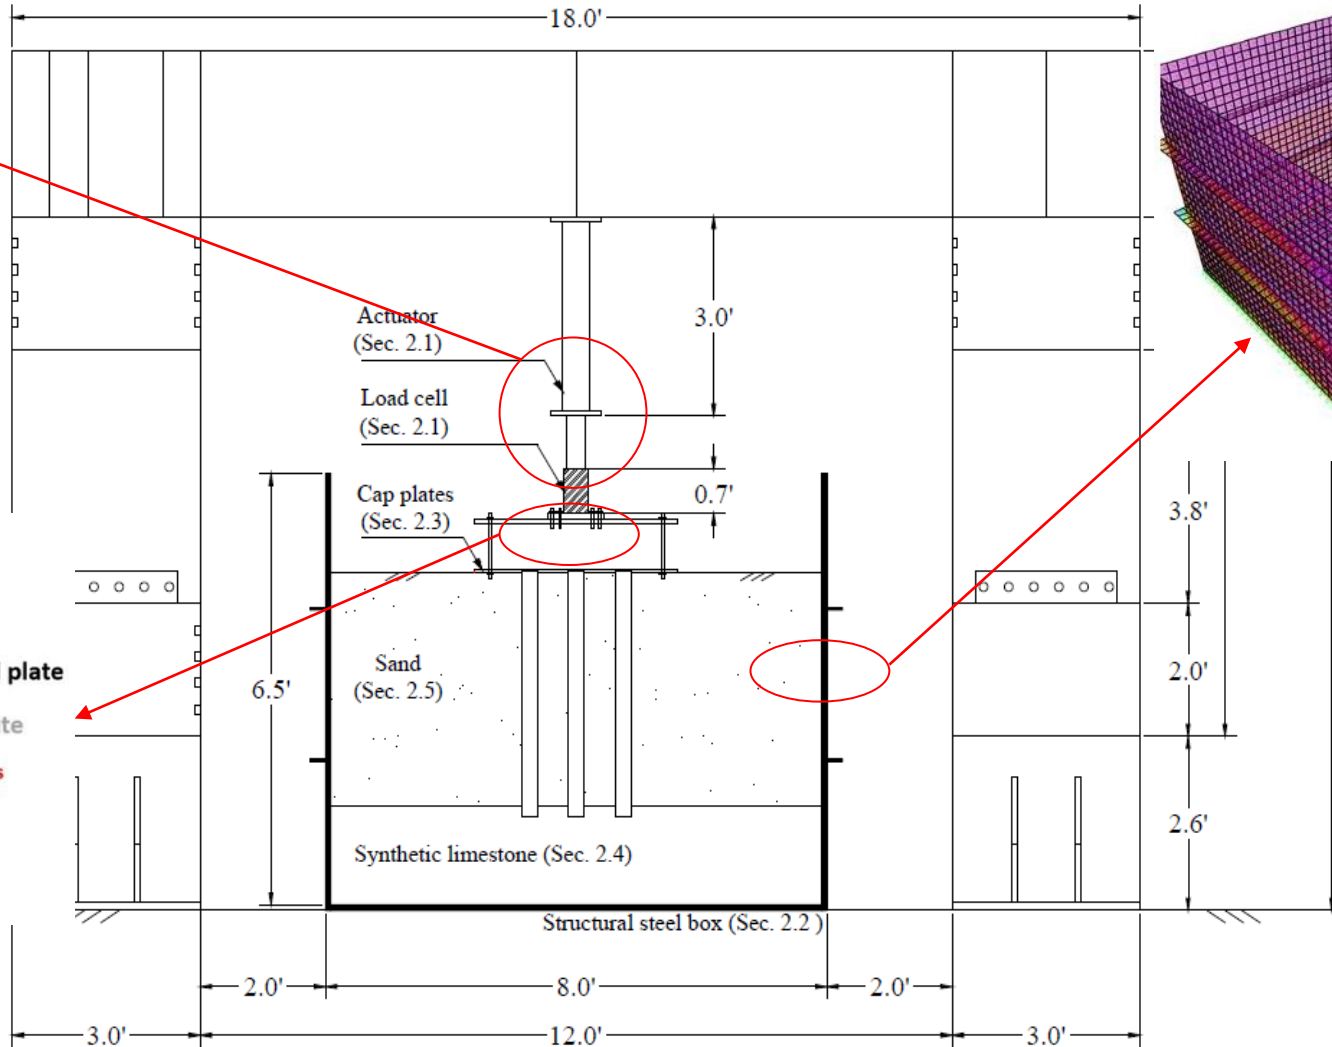 18.0'
Actuator
(Sec. 2.1)
3.0'
Load cell
(Sec. 2.1)
0.7'
Cap plates
(Sec. 2.3)
3.8'
Sand
(Sec. 2.5)
plate
6.5'
2.0'
2.6'
Synthetic limestone (Sec. 2.4)
Structural steel box (Sec. 2.2 )
2.0'
8.0'
2.0'
3.0'
12.0'
3.0'